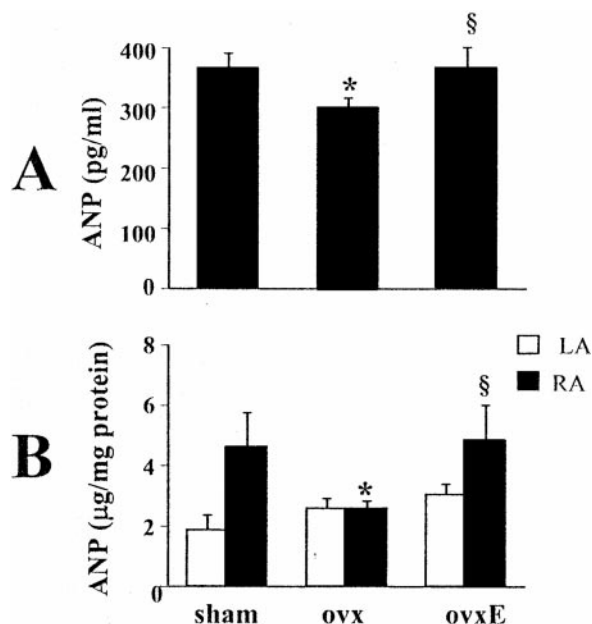 A
ANP (pg/ml)
400
300
200
100
0
*
§
B
ANP (µg/mg protein)
8
6
4
2
0
LA
RA
*
§
sham ovx ovxE